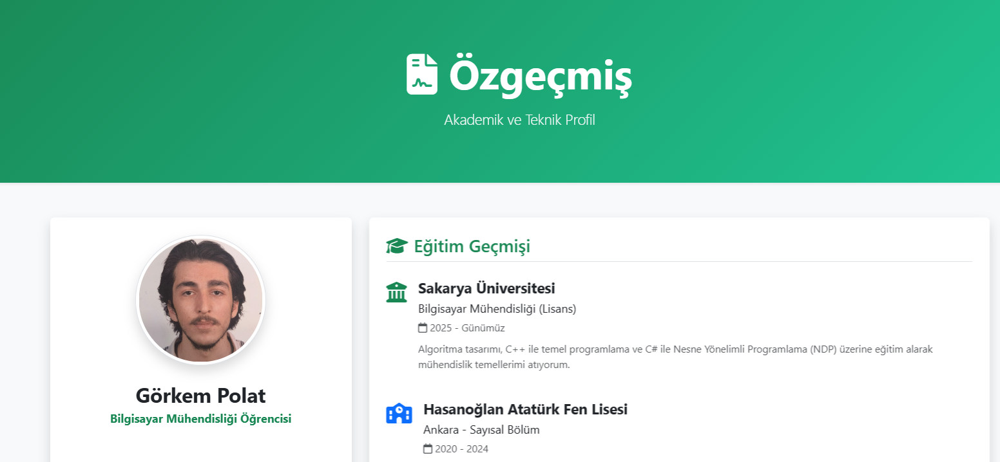 Özgeçmiş
Akademik ve Teknik Profil
Görkem Polat
Bilgisayar Mühendisliği Öğrencisi
Eğitim Geçmişi
Sakarya Üniversitesi
Bilgisayar Mühendisliği (Lisans)
2025 - Günümüz
Algoritma tasarımı, C++ ile temel programlama ve C# ile Nesne Yönelimli Programlama (NDP) üzerine eğitim alarak
mühendislik temellerimi atıyorum.
Hasanoğlan Atatürk Fen Lisesi
Ankara - Sayısal Bölüm
2020 - 2024